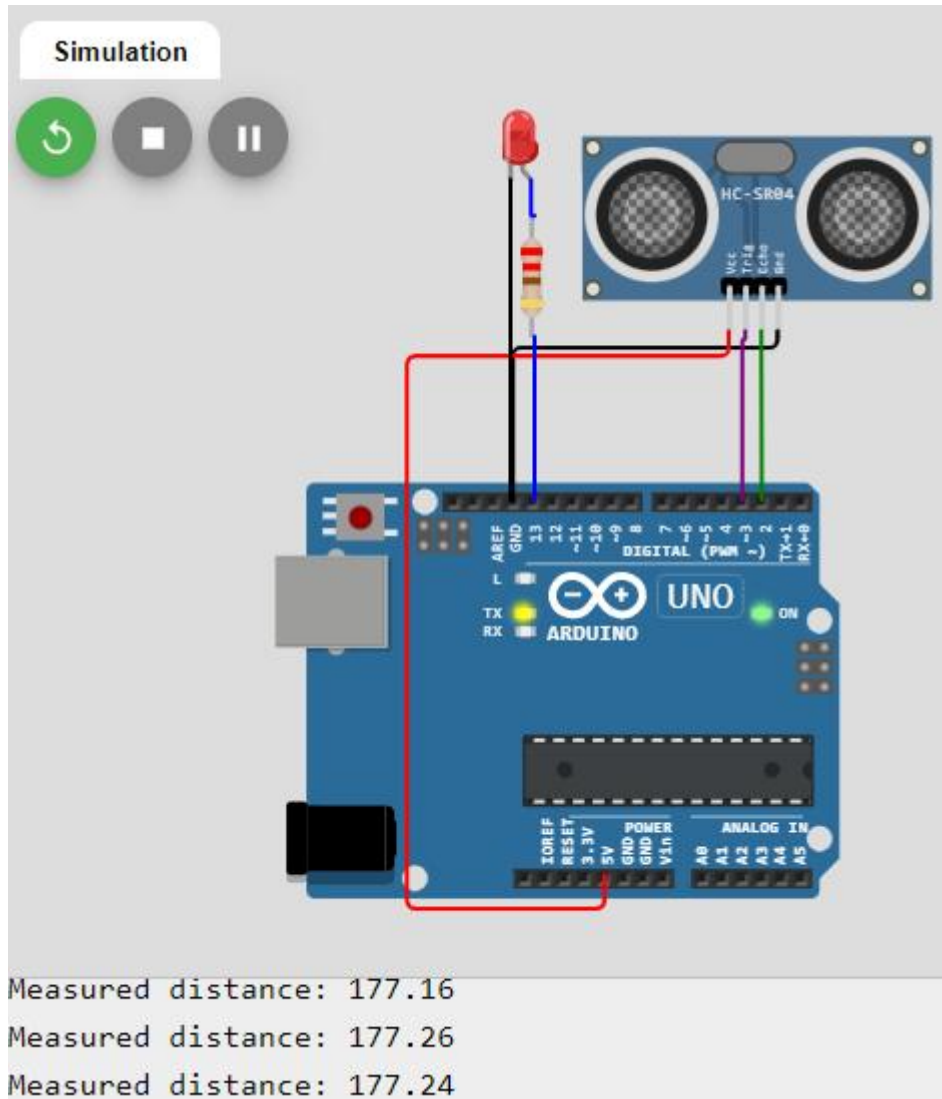 Simulation
HC-SR04
Vcc
Trig
Echo
Gnd
AREF
GND
13
12
~11
~10
~9
8
7
~6
~5
4
~3
2
TX→1
RX←0
DIGITAL (PWM ~)
L
TX
RX
ARDUINO
UNO
ON
IOREF
RESET
3.3V
5V
GND
GND
Vin
POWER
ANALOG IN
A0
A1
A2
A3
A4
A5
Measured distance: 177.16
Measured distance: 177.26
Measured distance: 177.24